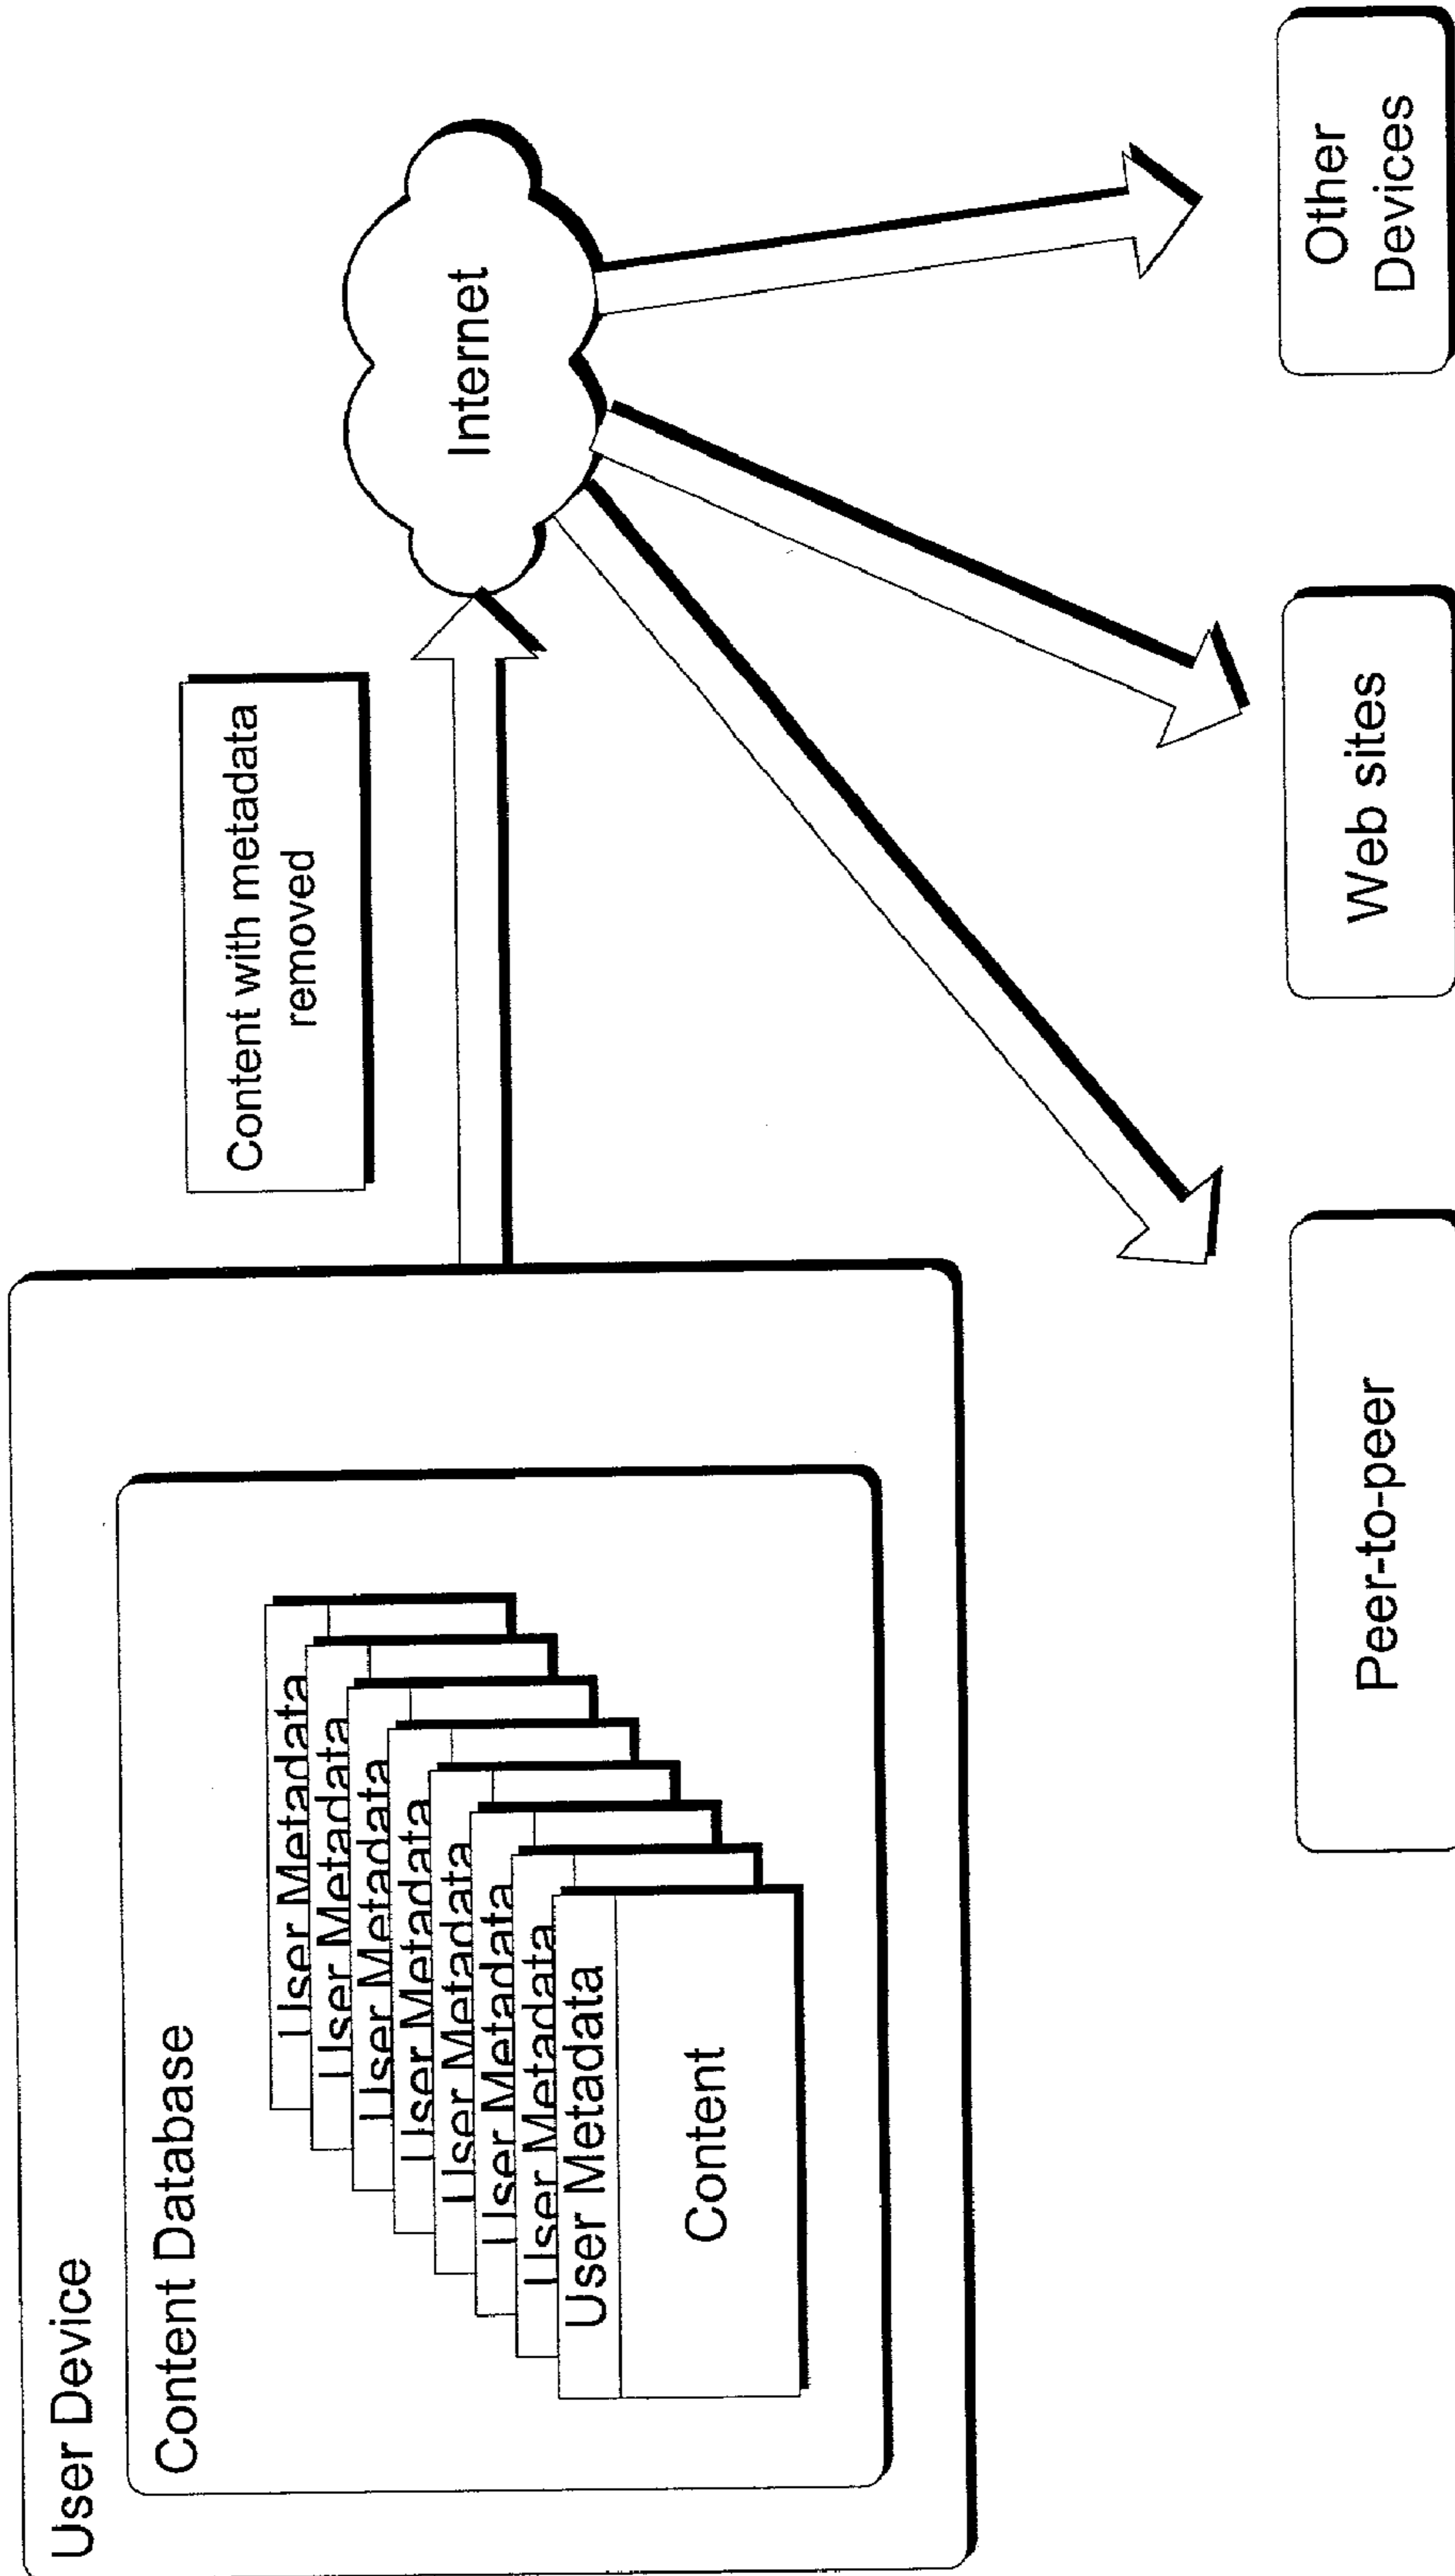 User Device
Content Database
User Metadata
User Metadata
User Metadata
User Metadata
User Metadata
User Metadata
User Metadata
User Metadata
Content
Content with metadata
removed
Internet
Peer-to-peer
Web sites
Other
Devices